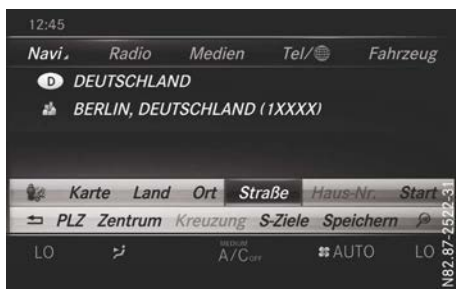 12:45
Navi Radio Medien Tel/ Fahrzeug
D DEUTSCHLAND
BERLIN, DEUTSCHLAND (1XXXX)
Karte Land Ort Straße Haus-Nr. Start
PLZ Zentrum Kreuzung S-Ziele Speichern
LO MEDIUM A/C OFF AUTO LO
N82.87-2522-31